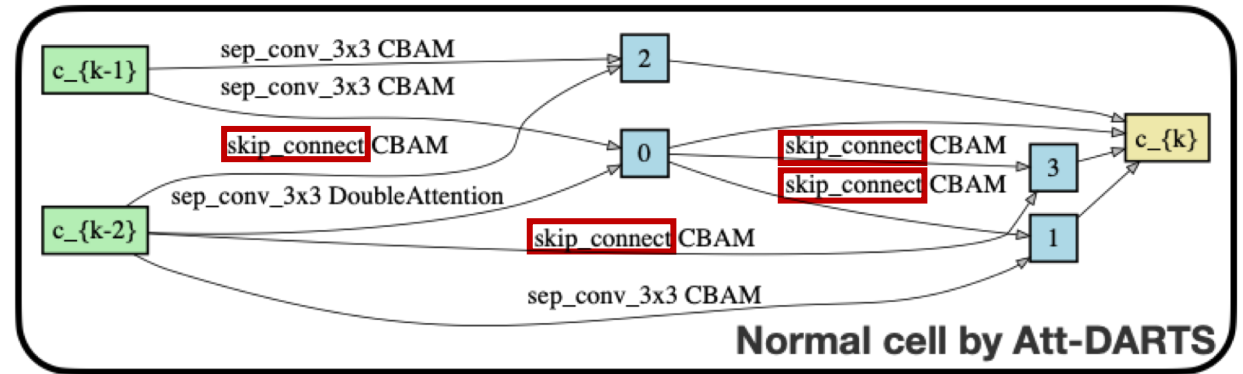 sep_conv_3x3 CBAM
2
c_{k-1}
sep_conv_3x3 CBAM
skip_connect CBAM
0
skip_connect CBAM
c_{k}
3
skip_connect CBAM
sep_conv_3x3 DoubleAttention
c_{k-2}
skip_connect CBAM
1
sep_conv_3x3 CBAM
Normal cell by Att-DARTS